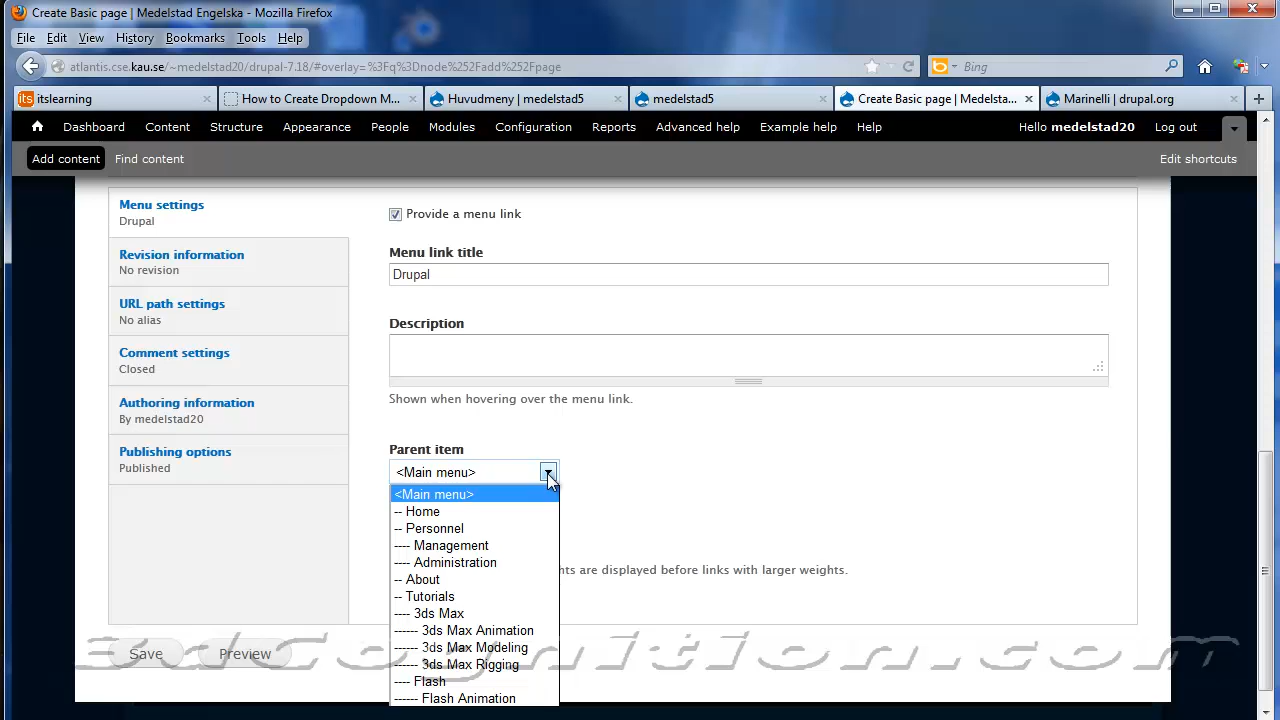 Create Basic page | Medelstad Engelska - Mozilla Firefox
File Edit View History Bookmarks Tools Help
atlantis.cse.kau.se/~medelstad20/drupal-7.18/#overlay=%3Fq%3Dnode%252Fadd%252Fpage
Bing
itslearning
How to Create Dropdown M...
Huvudmeny | medelstad5
medelstad5
Create Basic page | Medelsta...
Marinelli | drupal.org
Dashboard Content Structure Appearance People Modules Configuration Reports Advanced help Example help Help Hello medelstad20 Log out
Add content Find content Edit shortcuts
Menu settings
Drupal
Revision information
No revision
URL path settings
No alias
Comment settings
Closed
Authoring information
By medelstad20
Publishing options
Published
Provide a menu link
Menu link title
Drupal
Description
Shown when hovering over the menu link.
Parent item
<Main menu>
<Main menu>
-- Home
-- Personnel
---- Management
---- Administration
-- About
-- Tutorials
---- 3ds Max
------ 3ds Max Animation
------ 3ds Max Modeling
------ 3ds Max Rigging
---- Flash
------ Flash Animation
hts are displayed before links with larger weights.
Save Preview
3dCognition.com